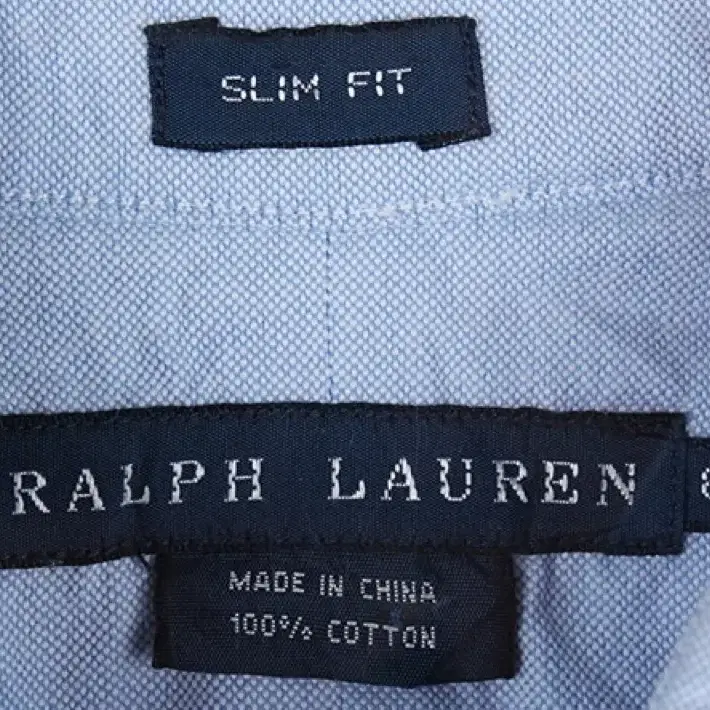 SLIM FIT
RALPH LAUREN
MADE IN CHINA
100% COTTON